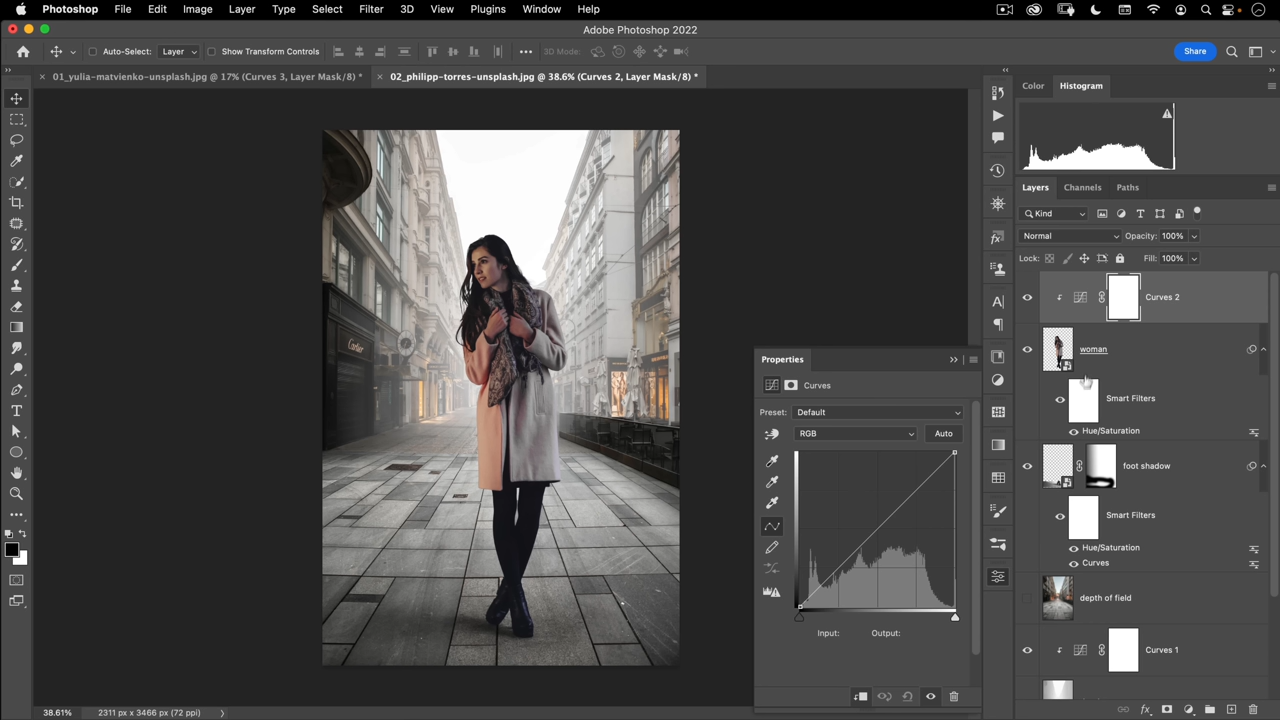 Photoshop File Edit Image Layer Type Select Filter 3D View Plugins Window Help
Adobe Photoshop 2022
Auto-Select: Layer Show Transform Controls 3D Mode: Share
01_yulia-matvienko-unsplash.jpg @ 17% (Curves 3, Layer Mask/8) *
02_philipp-torres-unsplash.jpg @ 38.6% (Curves 2, Layer Mask/8) *
Color Histogram
Layers Channels Paths
Kind
Normal Opacity: 100%
Lock: Fill: 100%
Curves 2
woman
Smart Filters
Hue/Saturation
foot shadow
Smart Filters
Hue/Saturation
Curves
depth of field
Curves 1
Properties
Curves
Preset: Default
RGB Auto
Input: Output:
Cartier
38.61% 2311 px x 3466 px (72 ppi)